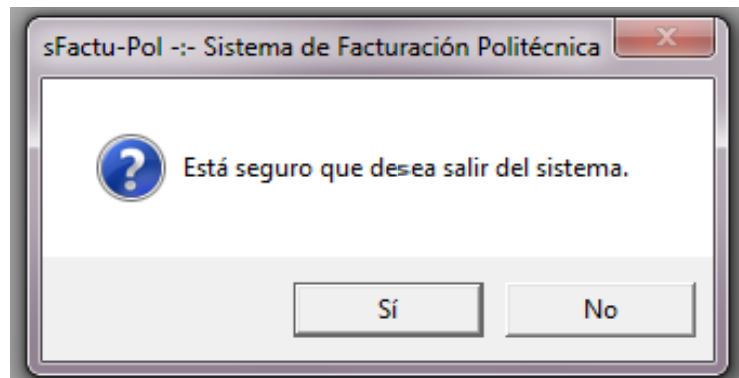 sFactu-Pol -:- Sistema de Facturación Politécnica
Está seguro que desea salir del sistema.
Sí
No